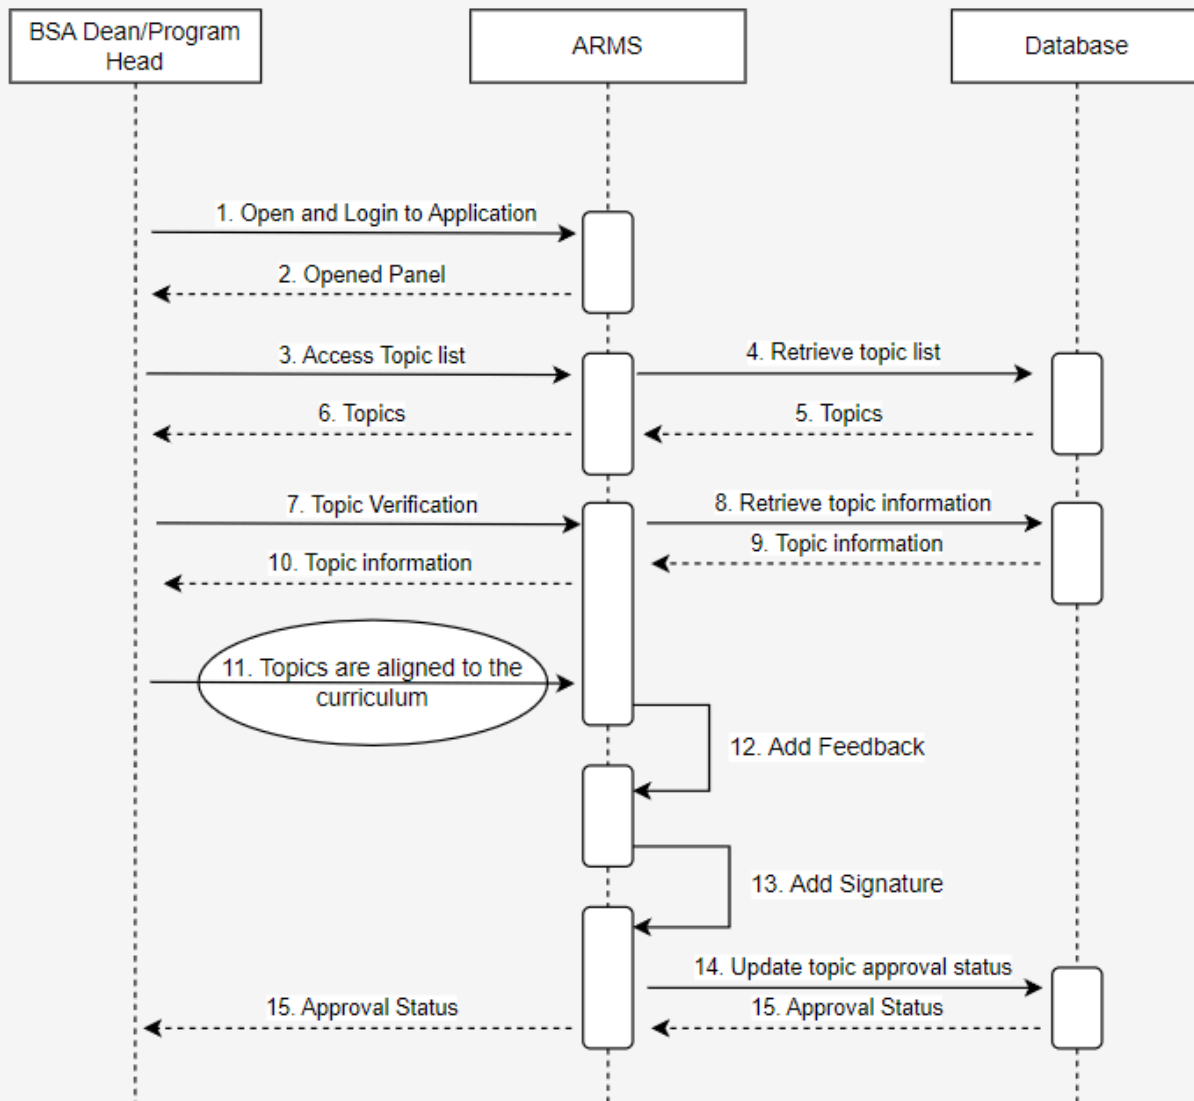 BSA Dean/Program
Head
ARMS
Database
1. Open and Login to Application
2. Opened Panel
3. Access Topic list
4. Retrieve topic list
6. Topics
5. Topics
7. Topic Verification
8. Retrieve topic information
9. Topic information
10. Topic information
11. Topics are aligned to the
curriculum
12. Add Feedback
13. Add Signature
14. Update topic approval status
15. Approval Status
15. Approval Status